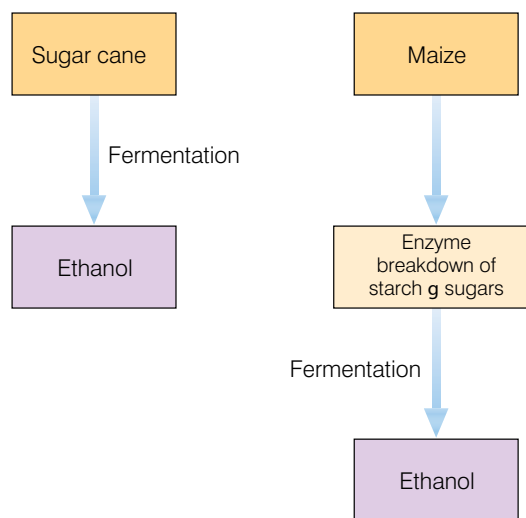 Sugar cane
Fermentation
Ethanol
Maize
Enzyme
breakdown of
starch g sugars
Fermentation
Ethanol